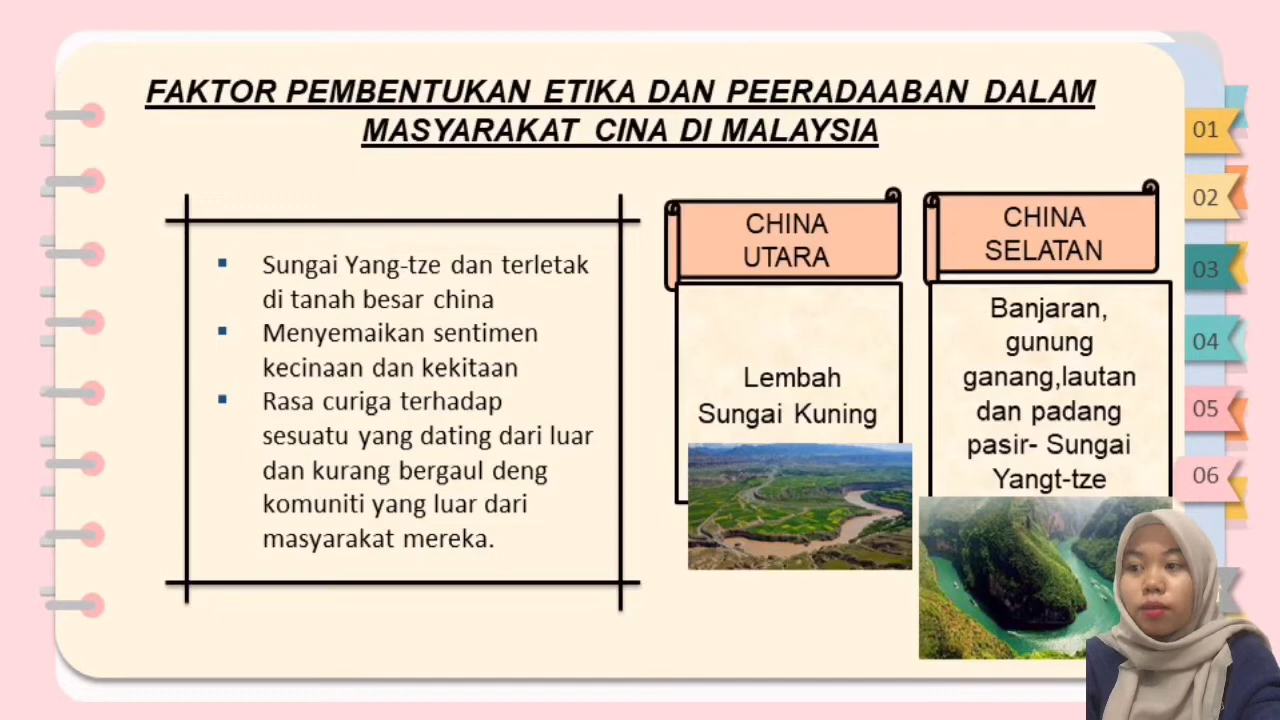 FAKTOR PEMBENTUKAN ETIKA DAN PEERADAABAN DALAM
MASYARAKAT CINA DI MALAYSIA
Sungai Yang-tze dan terletak
di tanah besar china
Menyemaikan sentimen
kecinaan dan kekitaan
Rasa curiga terhadap
sesuatu yang dating dari luar
dan kurang bergaul deng
komuniti yang luar dari
masyarakat mereka.
CHINA
UTARA
Lembah
Sungai Kuning
CHINA
SELATAN
Banjaran,
gunung
ganang,lautan
dan padang
pasir- Sungai
Yangt-tze
01
02
03
04
05
06